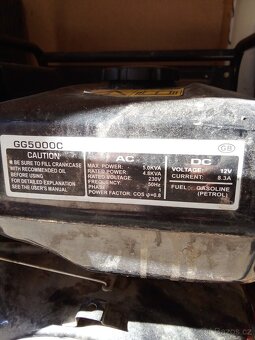 GG5000C
GB
CAUTION
BE SURE TO FILL CRANKCASE
WITH RECOMMENDED OIL
BEFORE USING
FOR DETAILED EXPLANATION
SEE THE USER'S MANUAL
AC
MAX. POWER: 5.0KVA
RATED POWER: 4.8KVA
RATED VOLTAGE: 230V
FREQUENCY: 50Hz
PHASE: 1
POWER FACTOR: COS φ=0.8
DC
VOLTAGE: 12V
CURRENT: 8.3A
FUEL: GASOLINE
(PETROL)